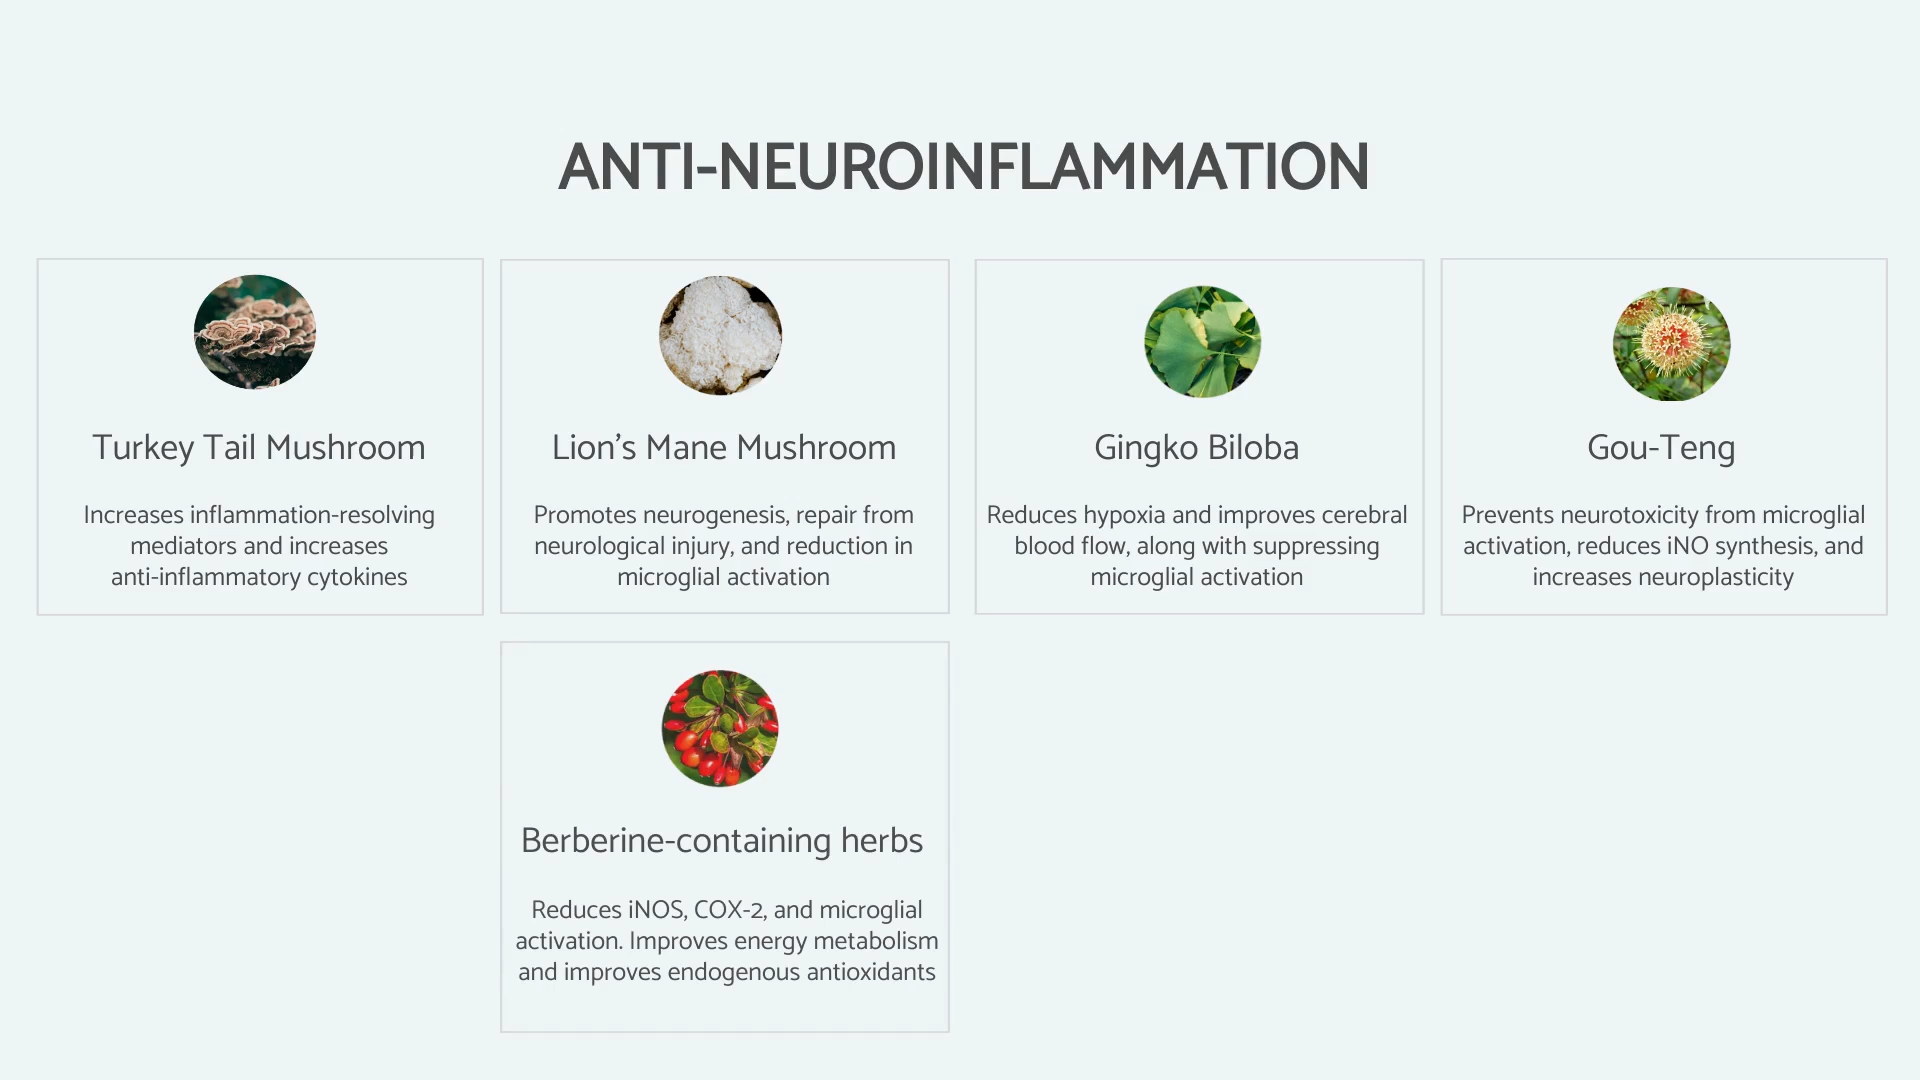 ANTI-NEUROINFLAMMATION
Turkey Tail Mushroom
Increases inflammation-resolving
mediators and increases
anti-inflammatory cytokines
Lion’s Mane Mushroom
Promotes neurogenesis, repair from
neurological injury, and reduction in
microglial activation
Gingko Biloba
Reduces hypoxia and improves cerebral
blood flow, along with suppressing
microglial activation
Gou-Teng
Prevents neurotoxicity from microglial
activation, reduces iNO synthesis, and
increases neuroplasticity
Berberine-containing herbs
Reduces iNOS, COX-2, and microglial
activation. Improves energy metabolism
and improves endogenous antioxidants